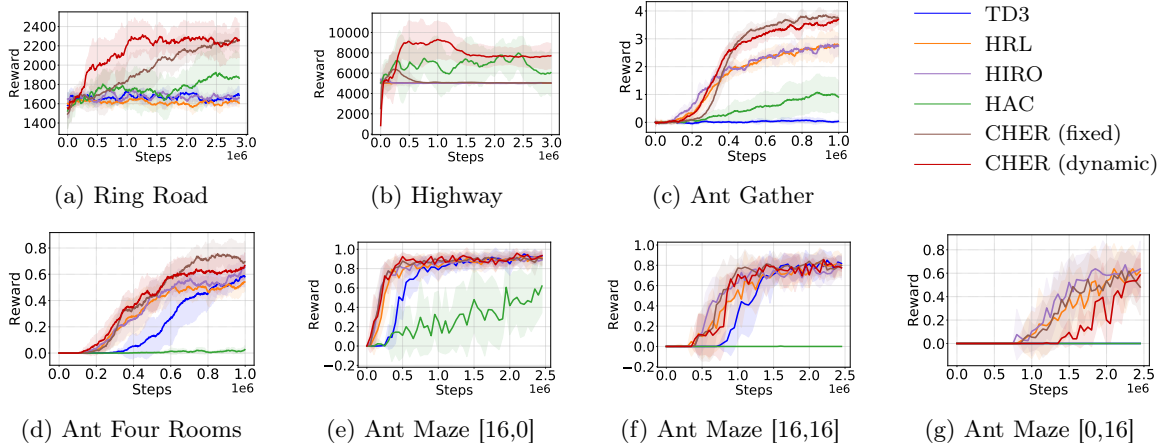 2400
2200
2000
1800
1600
1400
Reward
0.0 0.5 1.0 1.5 2.0 2.5 3.0
Steps 1e6
(a) Ring Road
10000
8000
6000
4000
2000
0
Reward
0.0 0.5 1.0 1.5 2.0 2.5 3.0
Steps 1e6
(b) Highway
4
3
2
1
0
Reward
0.0 0.2 0.4 0.6 0.8 1.0
Steps 1e6
(c) Ant Gather
TD3
HRL
HIRO
HAC
CHER (fixed)
CHER (dynamic)
0.8
0.6
0.4
0.2
0.0
Reward
0.0 0.2 0.4 0.6 0.8 1.0
Steps 1e6
(d) Ant Four Rooms
1.0
0.8
0.6
0.4
0.2
0.0
−0.2
Reward
0.0 0.5 1.0 1.5 2.0 2.5
Steps 1e6
(e) Ant Maze [16,0]
1.0
0.8
0.6
0.4
0.2
0.0
−0.2
Reward
0.0 0.5 1.0 1.5 2.0 2.5
Steps 1e6
(f) Ant Maze [16,16]
0.8
0.6
0.4
0.2
0.0
Reward
0.0 0.5 1.0 1.5 2.0 2.5
Steps 1e6
(g) Ant Maze [0,16]